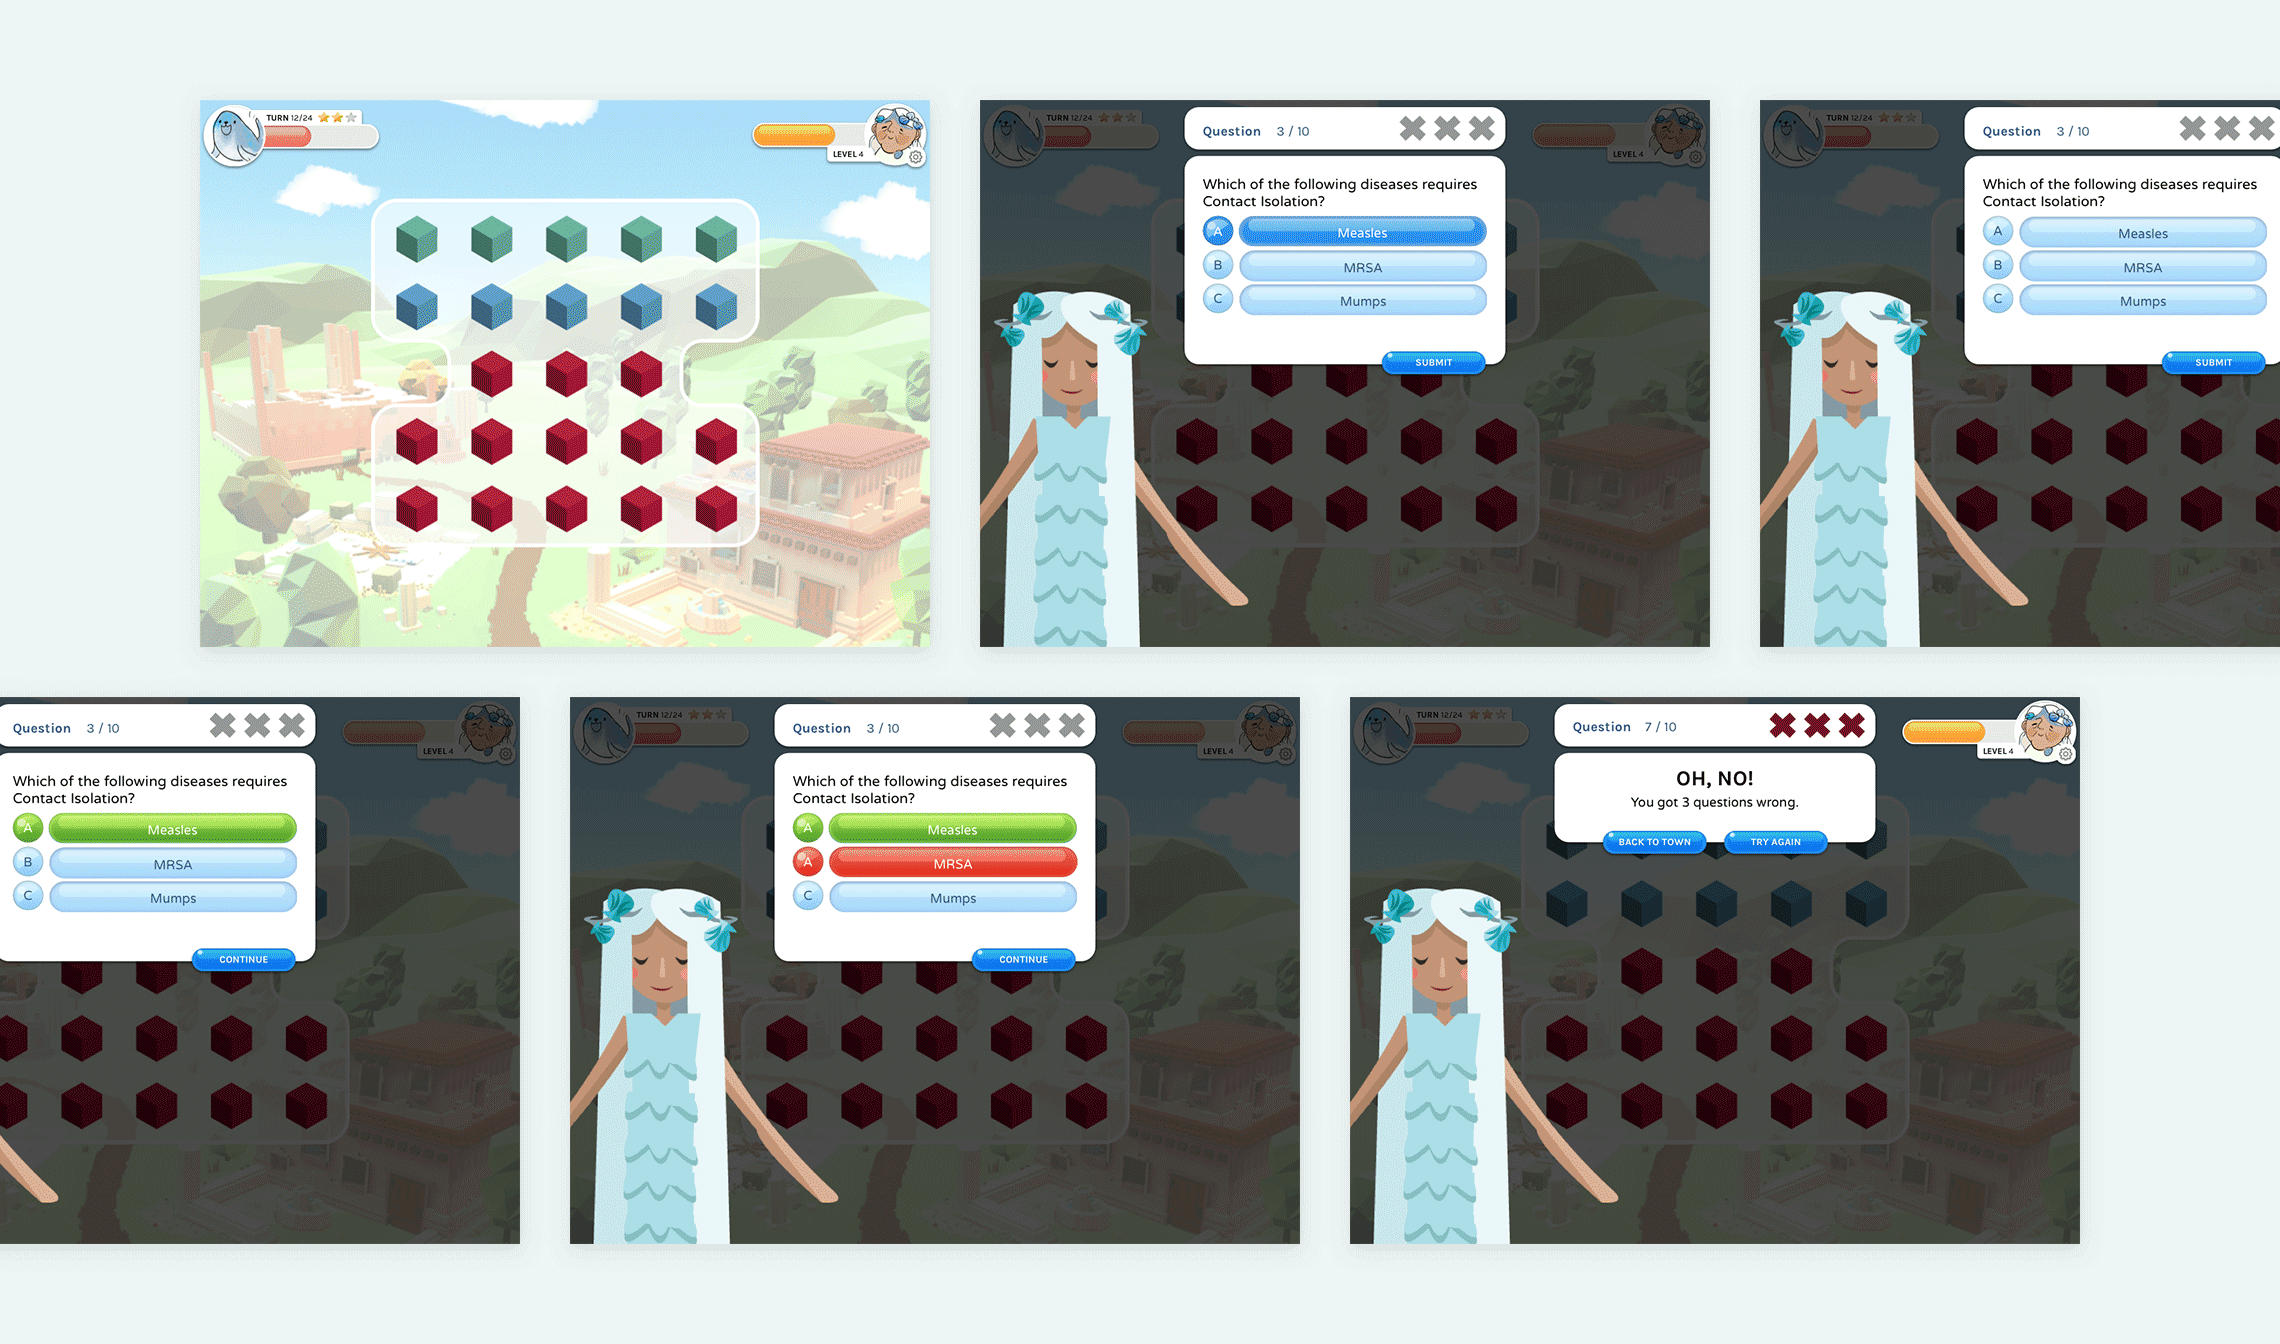 TURN 12/24
LEVEL 4
TURN 12/24
Question 3 / 10
LEVEL 4
Which of the following diseases requires
Contact Isolation?
A Measles
B MRSA
C Mumps
SUBMIT
TURN 12/24
Question 3 / 10
Which of the following diseases requires
Contact Isolation?
A Measles
B MRSA
C Mumps
SUBMIT
Question 3 / 10
LEVEL 4
Which of the following diseases requires
Contact Isolation?
A Measles
B MRSA
C Mumps
CONTINUE
TURN 12/24
Question 3 / 10
LEVEL 4
Which of the following diseases requires
Contact Isolation?
A Measles
A MRSA
C Mumps
CONTINUE
TURN 12/24
Question 7 / 10
LEVEL 4
OH, NO!
You got 3 questions wrong.
BACK TO TOWN
TRY AGAIN